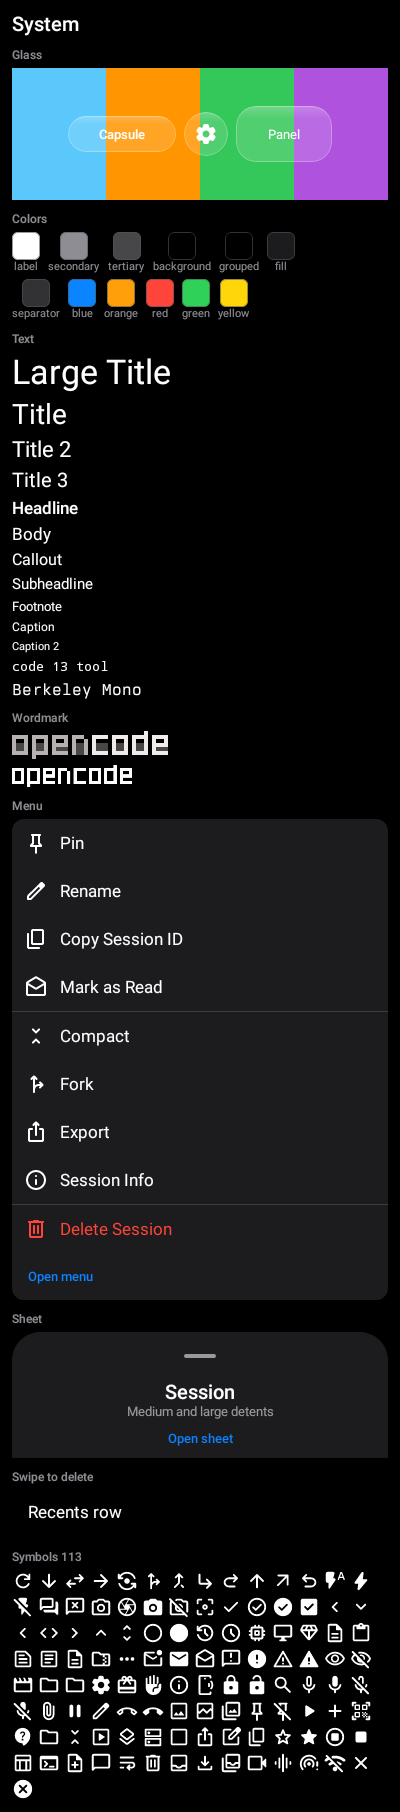 System
Glass
Capsule
Panel
Colors
label secondary tertiary background grouped fill
separator blue orange red green yellow
Text
Large Title
Title
Title 2
Title 3
Headline
Body
Callout
Subheadline
Footnote
Caption
Caption 2
code 13 tool
Berkeley Mono
Wordmark
opencode
opencode
Menu
Pin
Rename
Copy Session ID
Mark as Read
Compact
Fork
Export
Session Info
Delete Session
Open menu
Sheet
Session
Medium and large detents
Open sheet
Swipe to delete
Recents row
Symbols 113